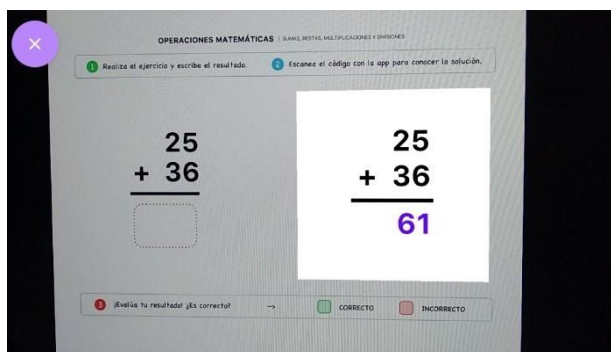 OPERACIONES MATEMÁTICAS / SUMAS, RESTAS, MULTIPLICACIONES Y DIVISIONES
1 Realiza el ejercicio y escribe el resultado.
2 Escanea el código con la app para conocer la solución.
25
+ 36
25
+ 36
61
3 ¡Evalúa tu resultado! ¿Es correcto? → CORRECTO INCORRECTO